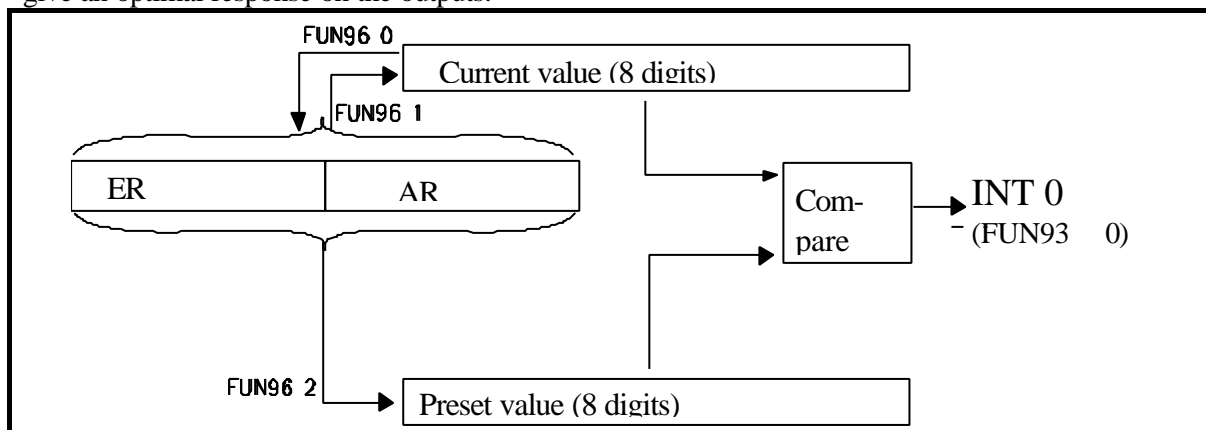 give an optimal response on the outputs.
FUN96 0
Current value (8 digits)
FUN96 1
ER
AR
Com-
pare
INT 0
(FUN93 0)
FUN96 2
Preset value (8 digits)